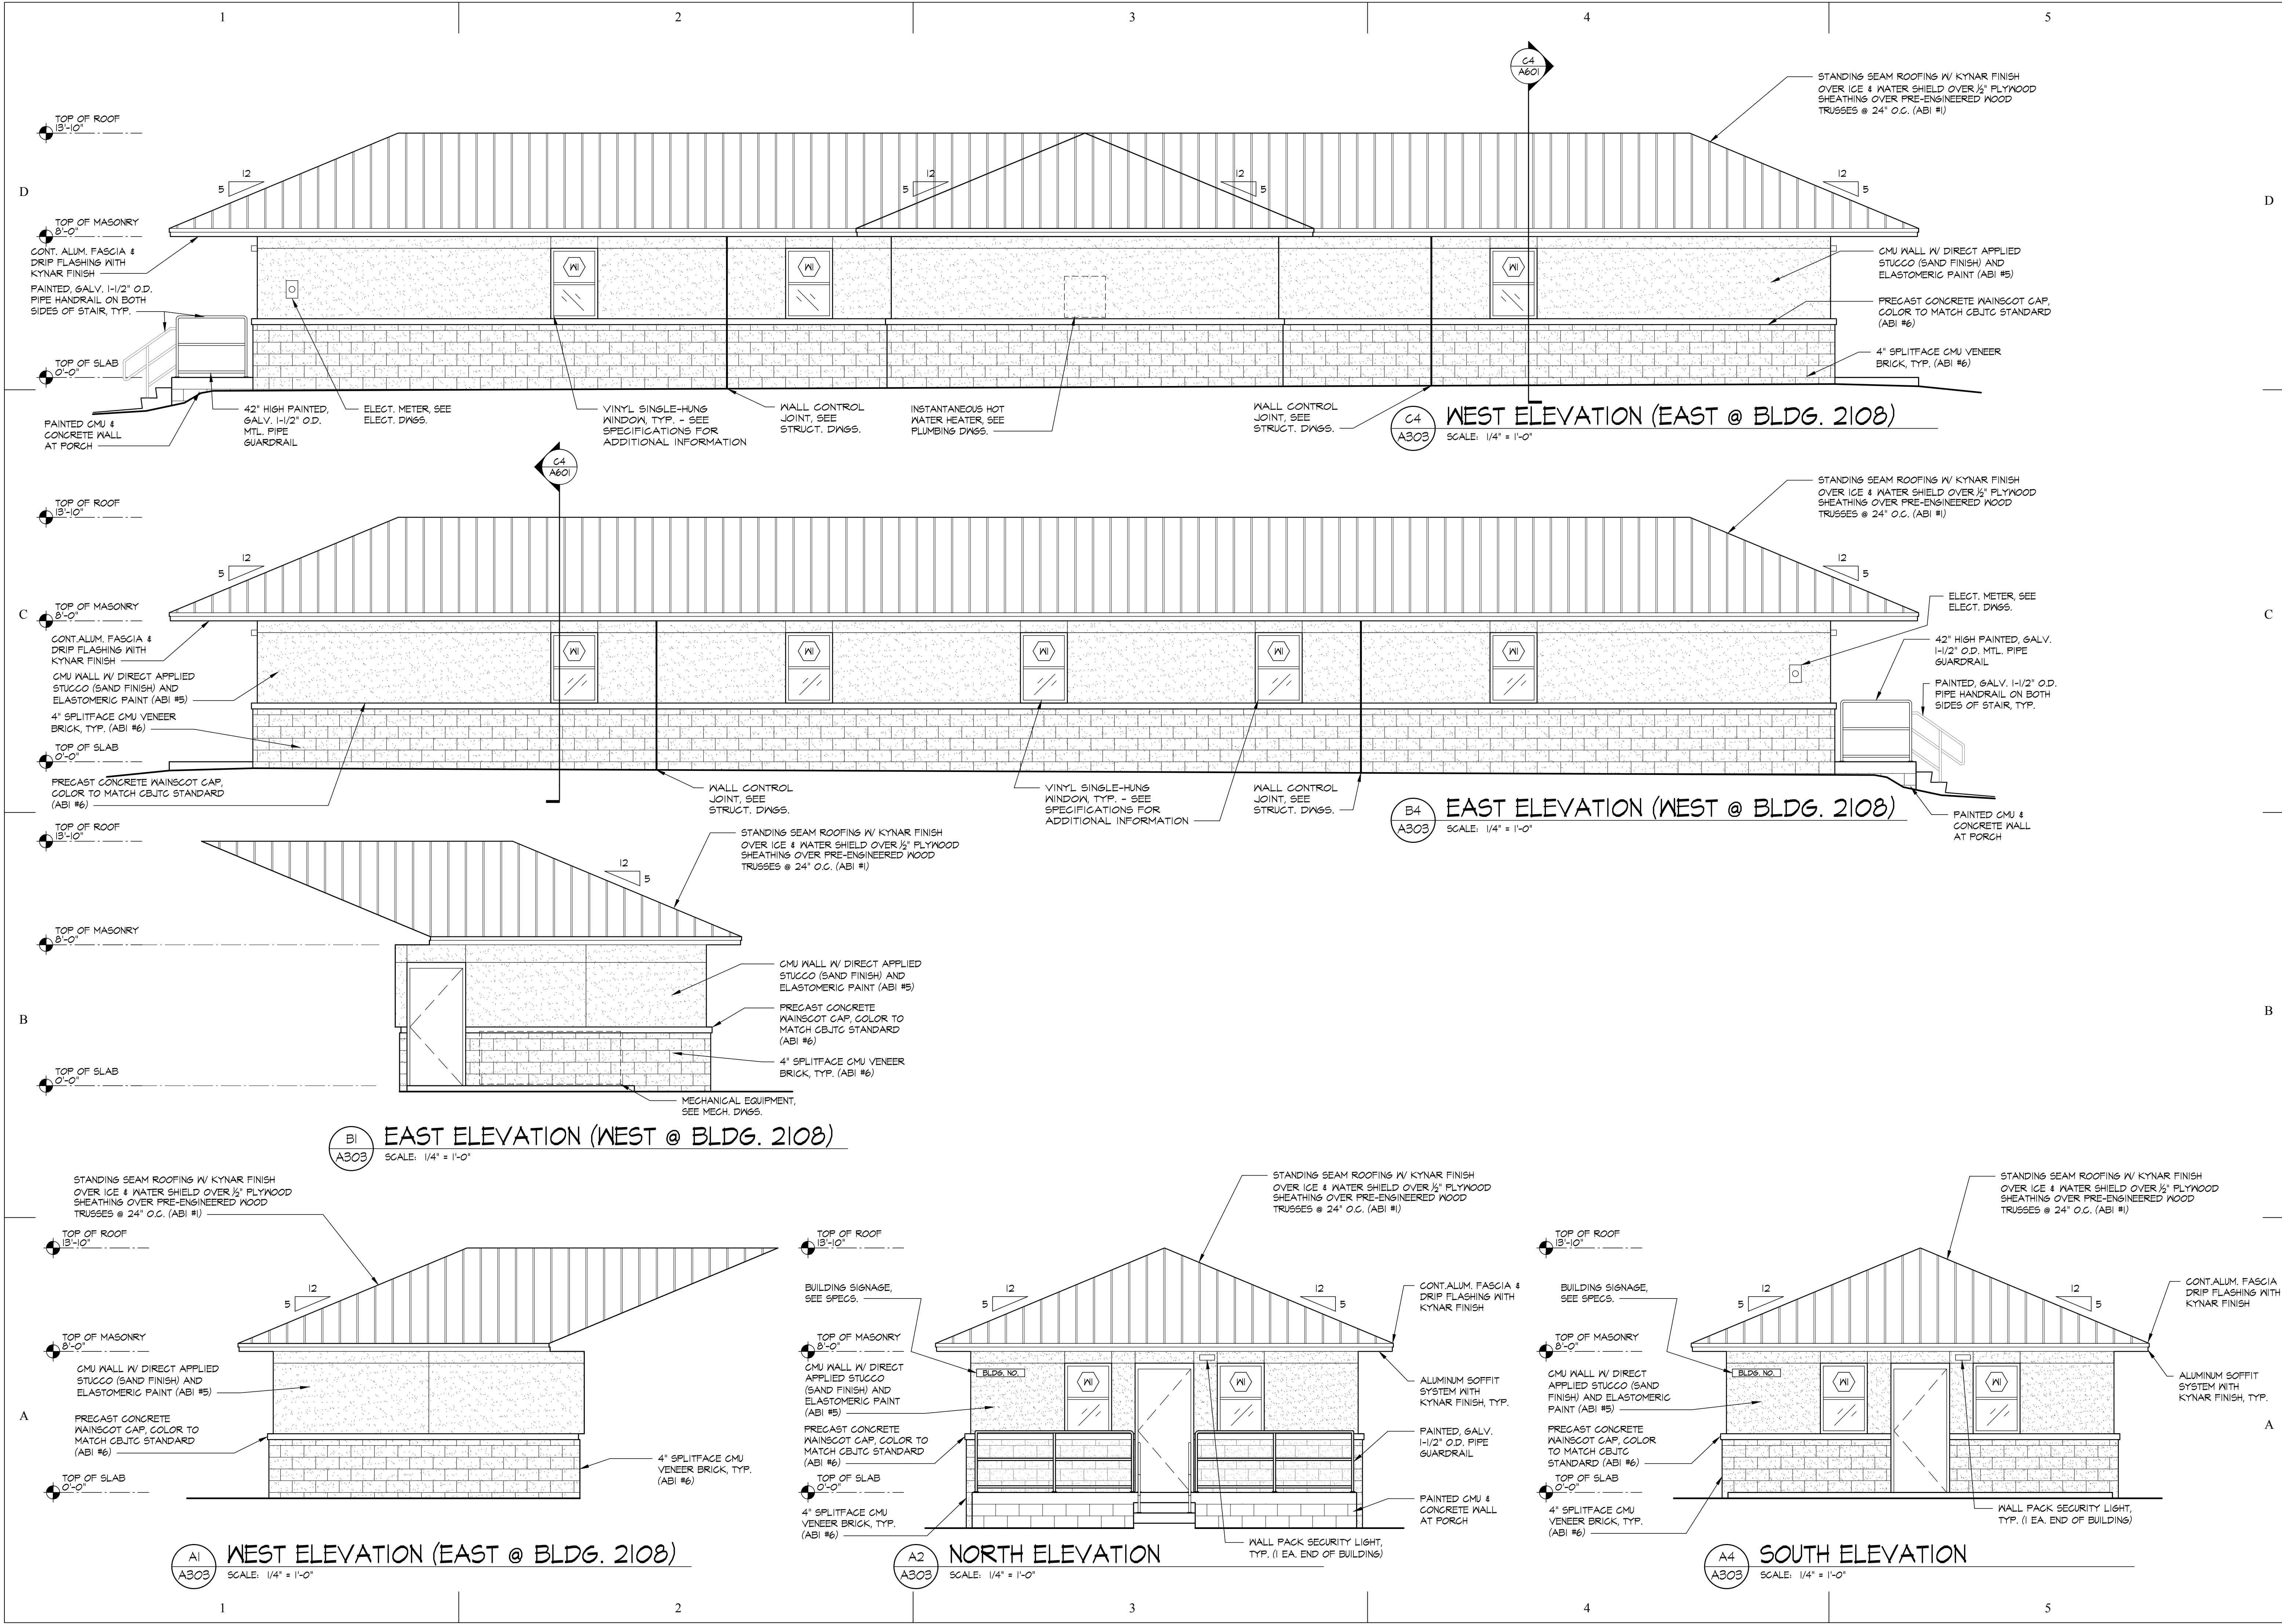 1
2
3
4
5
D
D
C4
A601
STANDING SEAM ROOFING W/ KYNAR FINISH
OVER ICE & WATER SHIELD OVER ½" PLYWOOD
SHEATHING OVER PRE-ENGINEERED WOOD
TRUSSES @ 24" O.C. (ABI #1)
TOP OF ROOF
13'-10"
12
5
12
5
12
5
12
5
TOP OF MASONRY
8'-0"
CONT. ALUM. FASCIA &
DRIP FLASHING WITH
KYNAR FINISH
PAINTED, GALV. 1-1/2" O.D.
PIPE HANDRAIL ON BOTH
SIDES OF STAIR, TYP.
TOP OF SLAB
0'-0"
PAINTED CMU &
CONCRETE WALL
AT PORCH
W1
W1
W1
CMU WALL W/ DIRECT APPLIED
STUCCO (SAND FINISH) AND
ELASTOMERIC PAINT (ABI #5)
PRECAST CONCRETE WAINSCOT CAP,
COLOR TO MATCH CBJTC STANDARD
(ABI #6)
4" SPLITFACE CMU VENEER
BRICK, TYP. (ABI #6)
42" HIGH PAINTED,
GALV. 1-1/2" O.D.
MTL. PIPE
GUARDRAIL
ELECT. METER, SEE
ELECT. DWGS.
VINYL SINGLE-HUNG
WINDOW, TYP. - SEE
SPECIFICATIONS FOR
ADDITIONAL INFORMATION
WALL CONTROL
JOINT, SEE
STRUCT. DWGS.
INSTANTANEOUS HOT
WATER HEATER, SEE
PLUMBING DWGS.
WALL CONTROL
JOINT, SEE
STRUCT. DWGS.
C4
A303
WEST ELEVATION (EAST @ BLDG. 2108)
SCALE: 1/4" = 1'-0"
C
C
C4
A601
STANDING SEAM ROOFING W/ KYNAR FINISH
OVER ICE & WATER SHIELD OVER ½" PLYWOOD
SHEATHING OVER PRE-ENGINEERED WOOD
TRUSSES @ 24" O.C. (ABI #1)
TOP OF ROOF
13'-10"
12
5
12
5
TOP OF MASONRY
8'-0"
CONT.ALUM. FASCIA &
DRIP FLASHING WITH
KYNAR FINISH
CMU WALL W/ DIRECT APPLIED
STUCCO (SAND FINISH) AND
ELASTOMERIC PAINT (ABI #5)
4" SPLITFACE CMU VENEER
BRICK, TYP. (ABI #6)
TOP OF SLAB
0'-0"
PRECAST CONCRETE WAINSCOT CAP,
COLOR TO MATCH CBJTC STANDARD
(ABI #6)
W1
W1
W1
W1
W1
ELECT. METER, SEE
ELECT. DWGS.
42" HIGH PAINTED, GALV.
1-1/2" O.D. MTL. PIPE
GUARDRAIL
PAINTED, GALV. 1-1/2" O.D.
PIPE HANDRAIL ON BOTH
SIDES OF STAIR, TYP.
WALL CONTROL
JOINT, SEE
STRUCT. DWGS.
VINYL SINGLE-HUNG
WINDOW, TYP. - SEE
SPECIFICATIONS FOR
ADDITIONAL INFORMATION
WALL CONTROL
JOINT, SEE
STRUCT. DWGS.
PAINTED CMU &
CONCRETE WALL
AT PORCH
B4
A303
EAST ELEVATION (WEST @ BLDG. 2108)
SCALE: 1/4" = 1'-0"
B
B
TOP OF ROOF
13'-10"
STANDING SEAM ROOFING W/ KYNAR FINISH
OVER ICE & WATER SHIELD OVER ½" PLYWOOD
SHEATHING OVER PRE-ENGINEERED WOOD
TRUSSES @ 24" O.C. (ABI #1)
12
5
TOP OF MASONRY
8'-0"
CMU WALL W/ DIRECT APPLIED
STUCCO (SAND FINISH) AND
ELASTOMERIC PAINT (ABI #5)
PRECAST CONCRETE
WAINSCOT CAP, COLOR TO
MATCH CBJTC STANDARD
(ABI #6)
4" SPLITFACE CMU VENEER
BRICK, TYP. (ABI #6)
TOP OF SLAB
0'-0"
MECHANICAL EQUIPMENT,
SEE MECH. DWGS.
B1
A303
EAST ELEVATION (WEST @ BLDG. 2108)
SCALE: 1/4" = 1'-0"
A
A
STANDING SEAM ROOFING W/ KYNAR FINISH
OVER ICE & WATER SHIELD OVER ½" PLYWOOD
SHEATHING OVER PRE-ENGINEERED WOOD
TRUSSES @ 24" O.C. (ABI #1)
TOP OF ROOF
13'-10"
12
5
TOP OF MASONRY
8'-0"
CMU WALL W/ DIRECT APPLIED
STUCCO (SAND FINISH) AND
ELASTOMERIC PAINT (ABI #5)
PRECAST CONCRETE
WAINSCOT CAP, COLOR TO
MATCH CBJTC STANDARD
(ABI #6)
TOP OF SLAB
0'-0"
4" SPLITFACE CMU
VENEER BRICK, TYP.
(ABI #6)
A1
A303
WEST ELEVATION (EAST @ BLDG. 2108)
SCALE: 1/4" = 1'-0"
STANDING SEAM ROOFING W/ KYNAR FINISH
OVER ICE & WATER SHIELD OVER ½" PLYWOOD
SHEATHING OVER PRE-ENGINEERED WOOD
TRUSSES @ 24" O.C. (ABI #1)
TOP OF ROOF
13'-10"
BUILDING SIGNAGE,
SEE SPECS.
12
5
12
5
CONT.ALUM. FASCIA &
DRIP FLASHING WITH
KYNAR FINISH
TOP OF MASONRY
8'-0"
CMU WALL W/ DIRECT
APPLIED STUCCO
(SAND FINISH) AND
ELASTOMERIC PAINT
(ABI #5)
PRECAST CONCRETE
WAINSCOT CAP, COLOR TO
MATCH CBJTC STANDARD
(ABI #6)
TOP OF SLAB
0'-0"
4" SPLITFACE CMU
VENEER BRICK, TYP.
(ABI #6)
BLDG. NO.
W1
W1
ALUMINUM SOFFIT
SYSTEM WITH
KYNAR FINISH, TYP.
PAINTED, GALV.
1-1/2" O.D. PIPE
GUARDRAIL
PAINTED CMU &
CONCRETE WALL
AT PORCH
WALL PACK SECURITY LIGHT,
TYP. (1 EA. END OF BUILDING)
A2
A303
NORTH ELEVATION
SCALE: 1/4" = 1'-0"
STANDING SEAM ROOFING W/ KYNAR FINISH
OVER ICE & WATER SHIELD OVER ½" PLYWOOD
SHEATHING OVER PRE-ENGINEERED WOOD
TRUSSES @ 24" O.C. (ABI #1)
TOP OF ROOF
13'-10"
BUILDING SIGNAGE,
SEE SPECS.
12
5
12
5
CONT.ALUM. FASCIA
DRIP FLASHING WITH
KYNAR FINISH
TOP OF MASONRY
8'-0"
CMU WALL W/ DIRECT
APPLIED STUCCO (SAND
FINISH) AND ELASTOMERIC
PAINT (ABI #5)
PRECAST CONCRETE
WAINSCOT CAP, COLOR
TO MATCH CBJTC
STANDARD (ABI #6)
TOP OF SLAB
0'-0"
4" SPLITFACE CMU
VENEER BRICK, TYP.
(ABI #6)
BLDG. NO.
W1
W1
ALUMINUM SOFFIT
SYSTEM WITH
KYNAR FINISH, TYP.
WALL PACK SECURITY LIGHT,
TYP. (1 EA. END OF BUILDING)
A4
A303
SOUTH ELEVATION
SCALE: 1/4" = 1'-0"
1
2
3
4
5